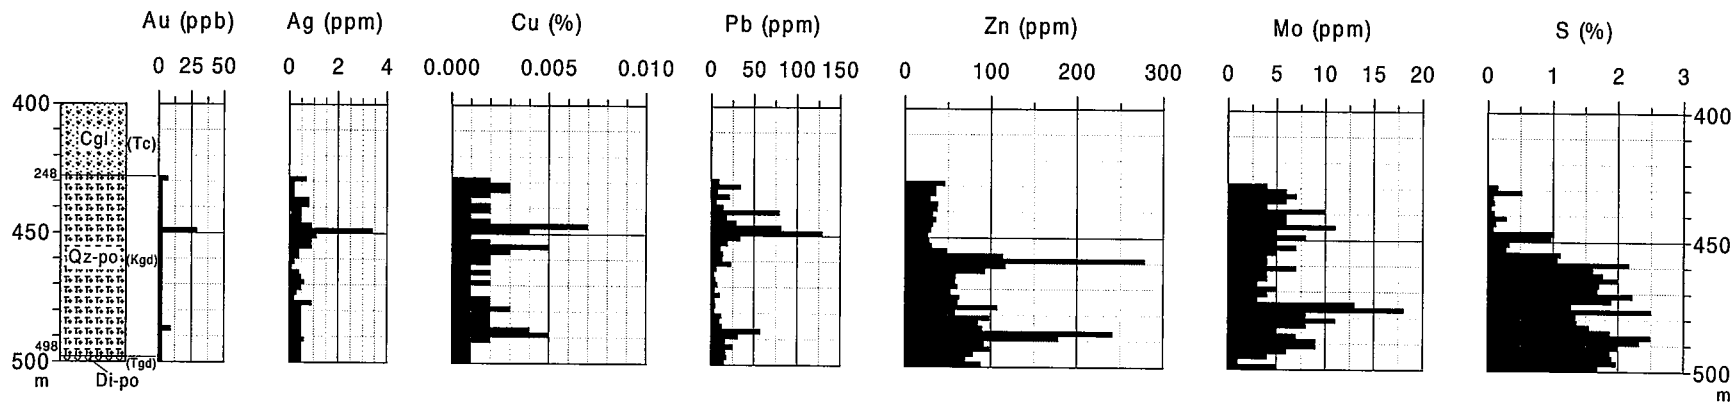 Au (ppb) Ag (ppm) Cu (%) Pb (ppm) Zn (ppm) Mo (ppm) S (%)
0 25 50 0 2 4 0.000 0.005 0.010 0 50 100 150 0 100 200 300 0 5 10 15 20 0 1 2 3
400 400
Cgl (Tc)
248
450 450
Qz-po (Kgd)
498
500 (Tgd) 500
m Di-po m